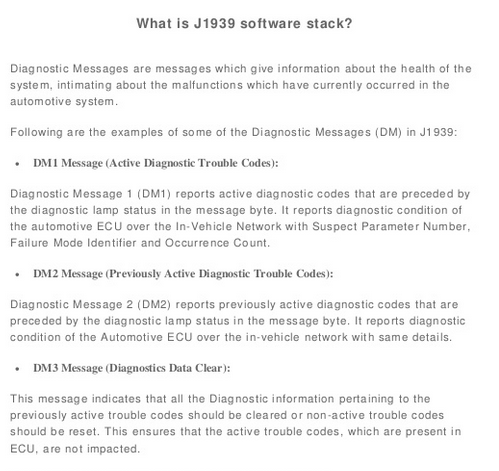 What is J1939 software stack?
Diagnostic Messages are messages which give information about the health of the
system, intimating about the malfunctions which have currently occurred in the
automotive system.
Following are the examples of some of the Diagnostic Messages (DM) in J1939:
• DM1 Message (Active Diagnostic Trouble Codes):
Diagnostic Message 1 (DM1) reports active diagnostic codes that are preceded by
the diagnostic lamp status in the message byte. It reports diagnostic condition of
the automotive ECU over the In-Vehicle Network with Suspect Parameter Number,
Failure Mode Identifier and Occurrence Count.
• DM2 Message (Previously Active Diagnostic Trouble Codes):
Diagnostic Message 2 (DM2) reports previously active diagnostic codes that are
preceded by the diagnostic lamp status in the message byte. It reports diagnostic
condition of the Automotive ECU over the in-vehicle network with same details.
• DM3 Message (Diagnostics Data Clear):
This message indicates that all the Diagnostic information pertaining to the
previously active trouble codes should be cleared or non-active trouble codes
should be reset. This ensures that the active trouble codes, which are present in
ECU, are not impacted.